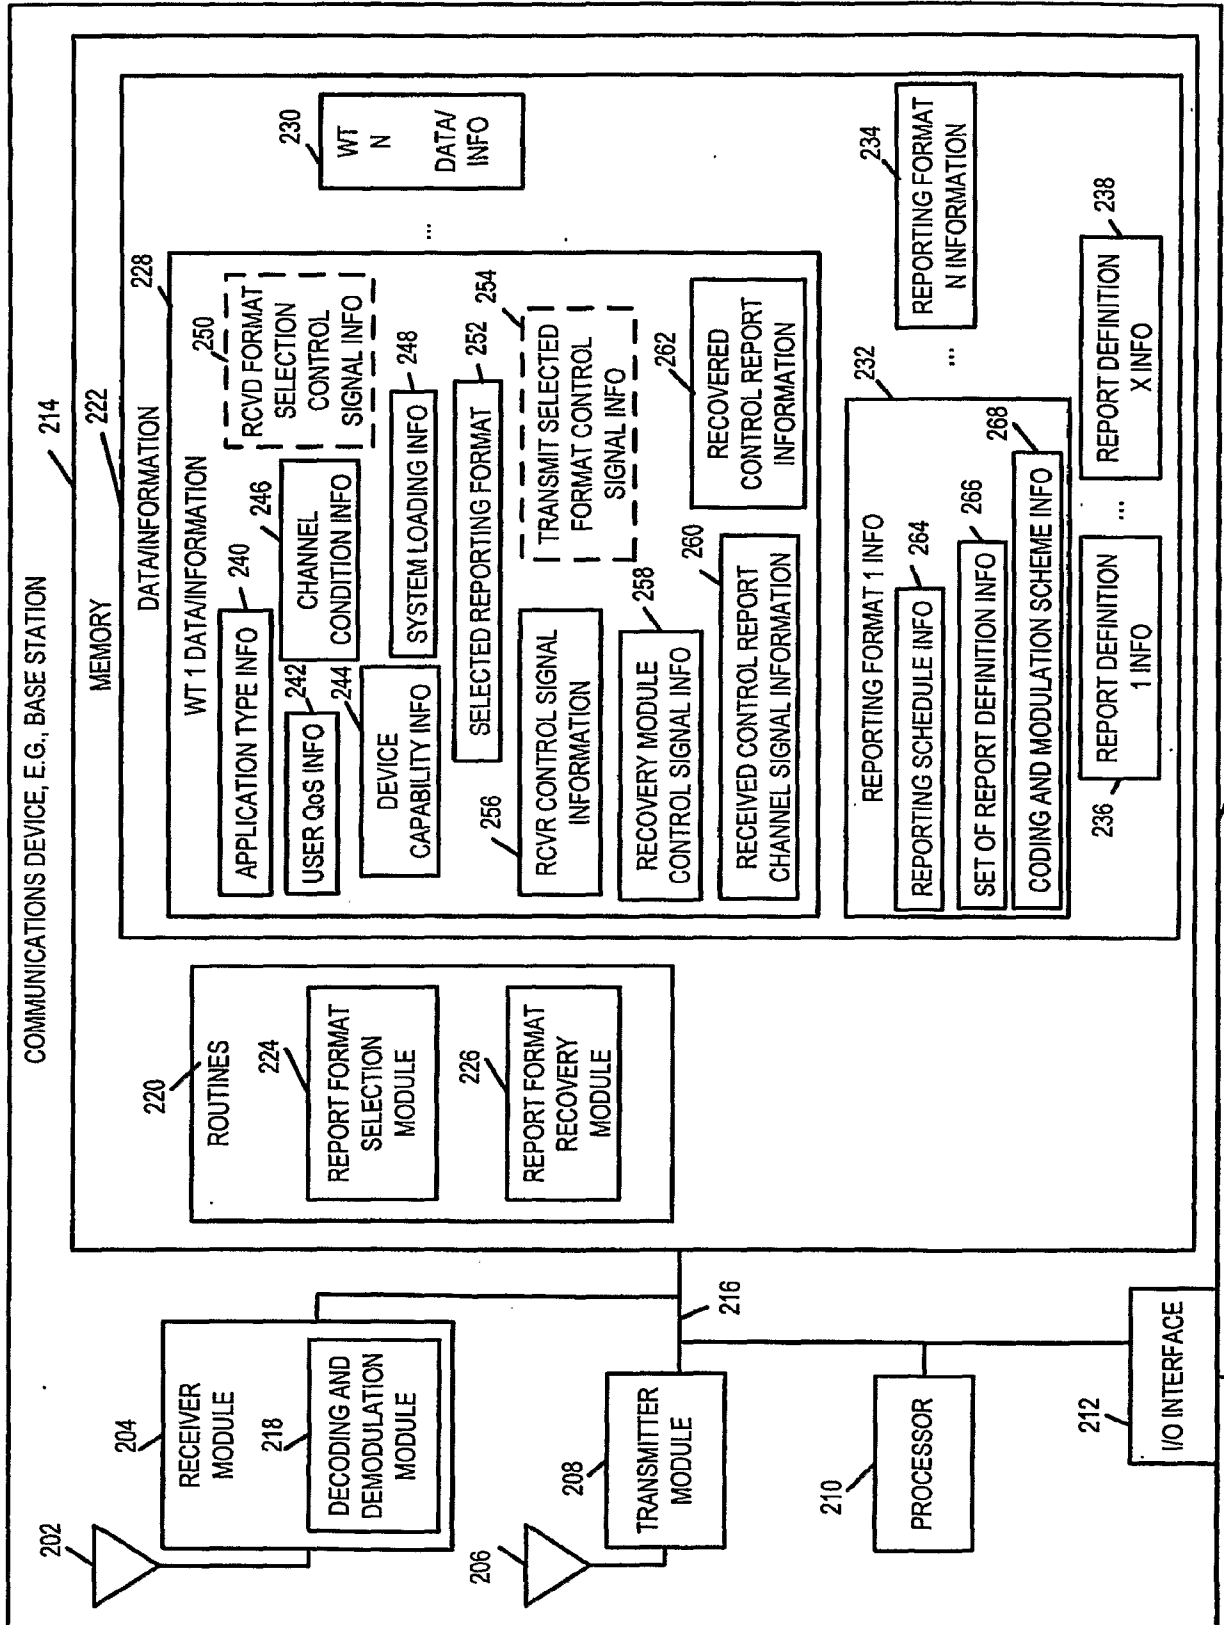 COMMUNICATIONS DEVICE, E.G., BASE STATION
202
204
RECEIVER
MODULE
218
DECODING AND
DEMODULATION
MODULE
206
208
TRANSMITTER
MODULE
216
210
PROCESSOR
212
I/O INTERFACE
214
MEMORY
220
ROUTINES
224
REPORT FORMAT
SELECTION
MODULE
226
REPORT FORMAT
RECOVERY
MODULE
222
DATA/INFORMATION
228
WT 1 DATA/INFORMATION
240
APPLICATION TYPE INFO
242
USER QoS INFO
244
DEVICE
CAPABILITY INFO
246
CHANNEL
CONDITION INFO
250
RCVD FORMAT
SELECTION
CONTROL
SIGNAL INFO
248
SYSTEM LOADING INFO
252
SELECTED REPORTING FORMAT
254
TRANSMIT SELECTED
FORMAT CONTROL
SIGNAL INFO
256
RCVR CONTROL SIGNAL
INFORMATION
258
RECOVERY MODULE
CONTROL SIGNAL INFO
260
RECEIVED CONTROL REPORT
CHANNEL SIGNAL INFORMATION
262
RECOVERED
CONTROL REPORT
INFORMATION
...
230
WT
N
DATA/
INFO
232
REPORTING FORMAT 1 INFO
264
REPORTING SCHEDULE INFO
266
SET OF REPORT DEFINITION INFO
268
CODING AND MODULATION SCHEME INFO
...
234
REPORTING FORMAT
N INFORMATION
236
REPORT DEFINITION
1 INFO
...
238
REPORT DEFINITION
X INFO